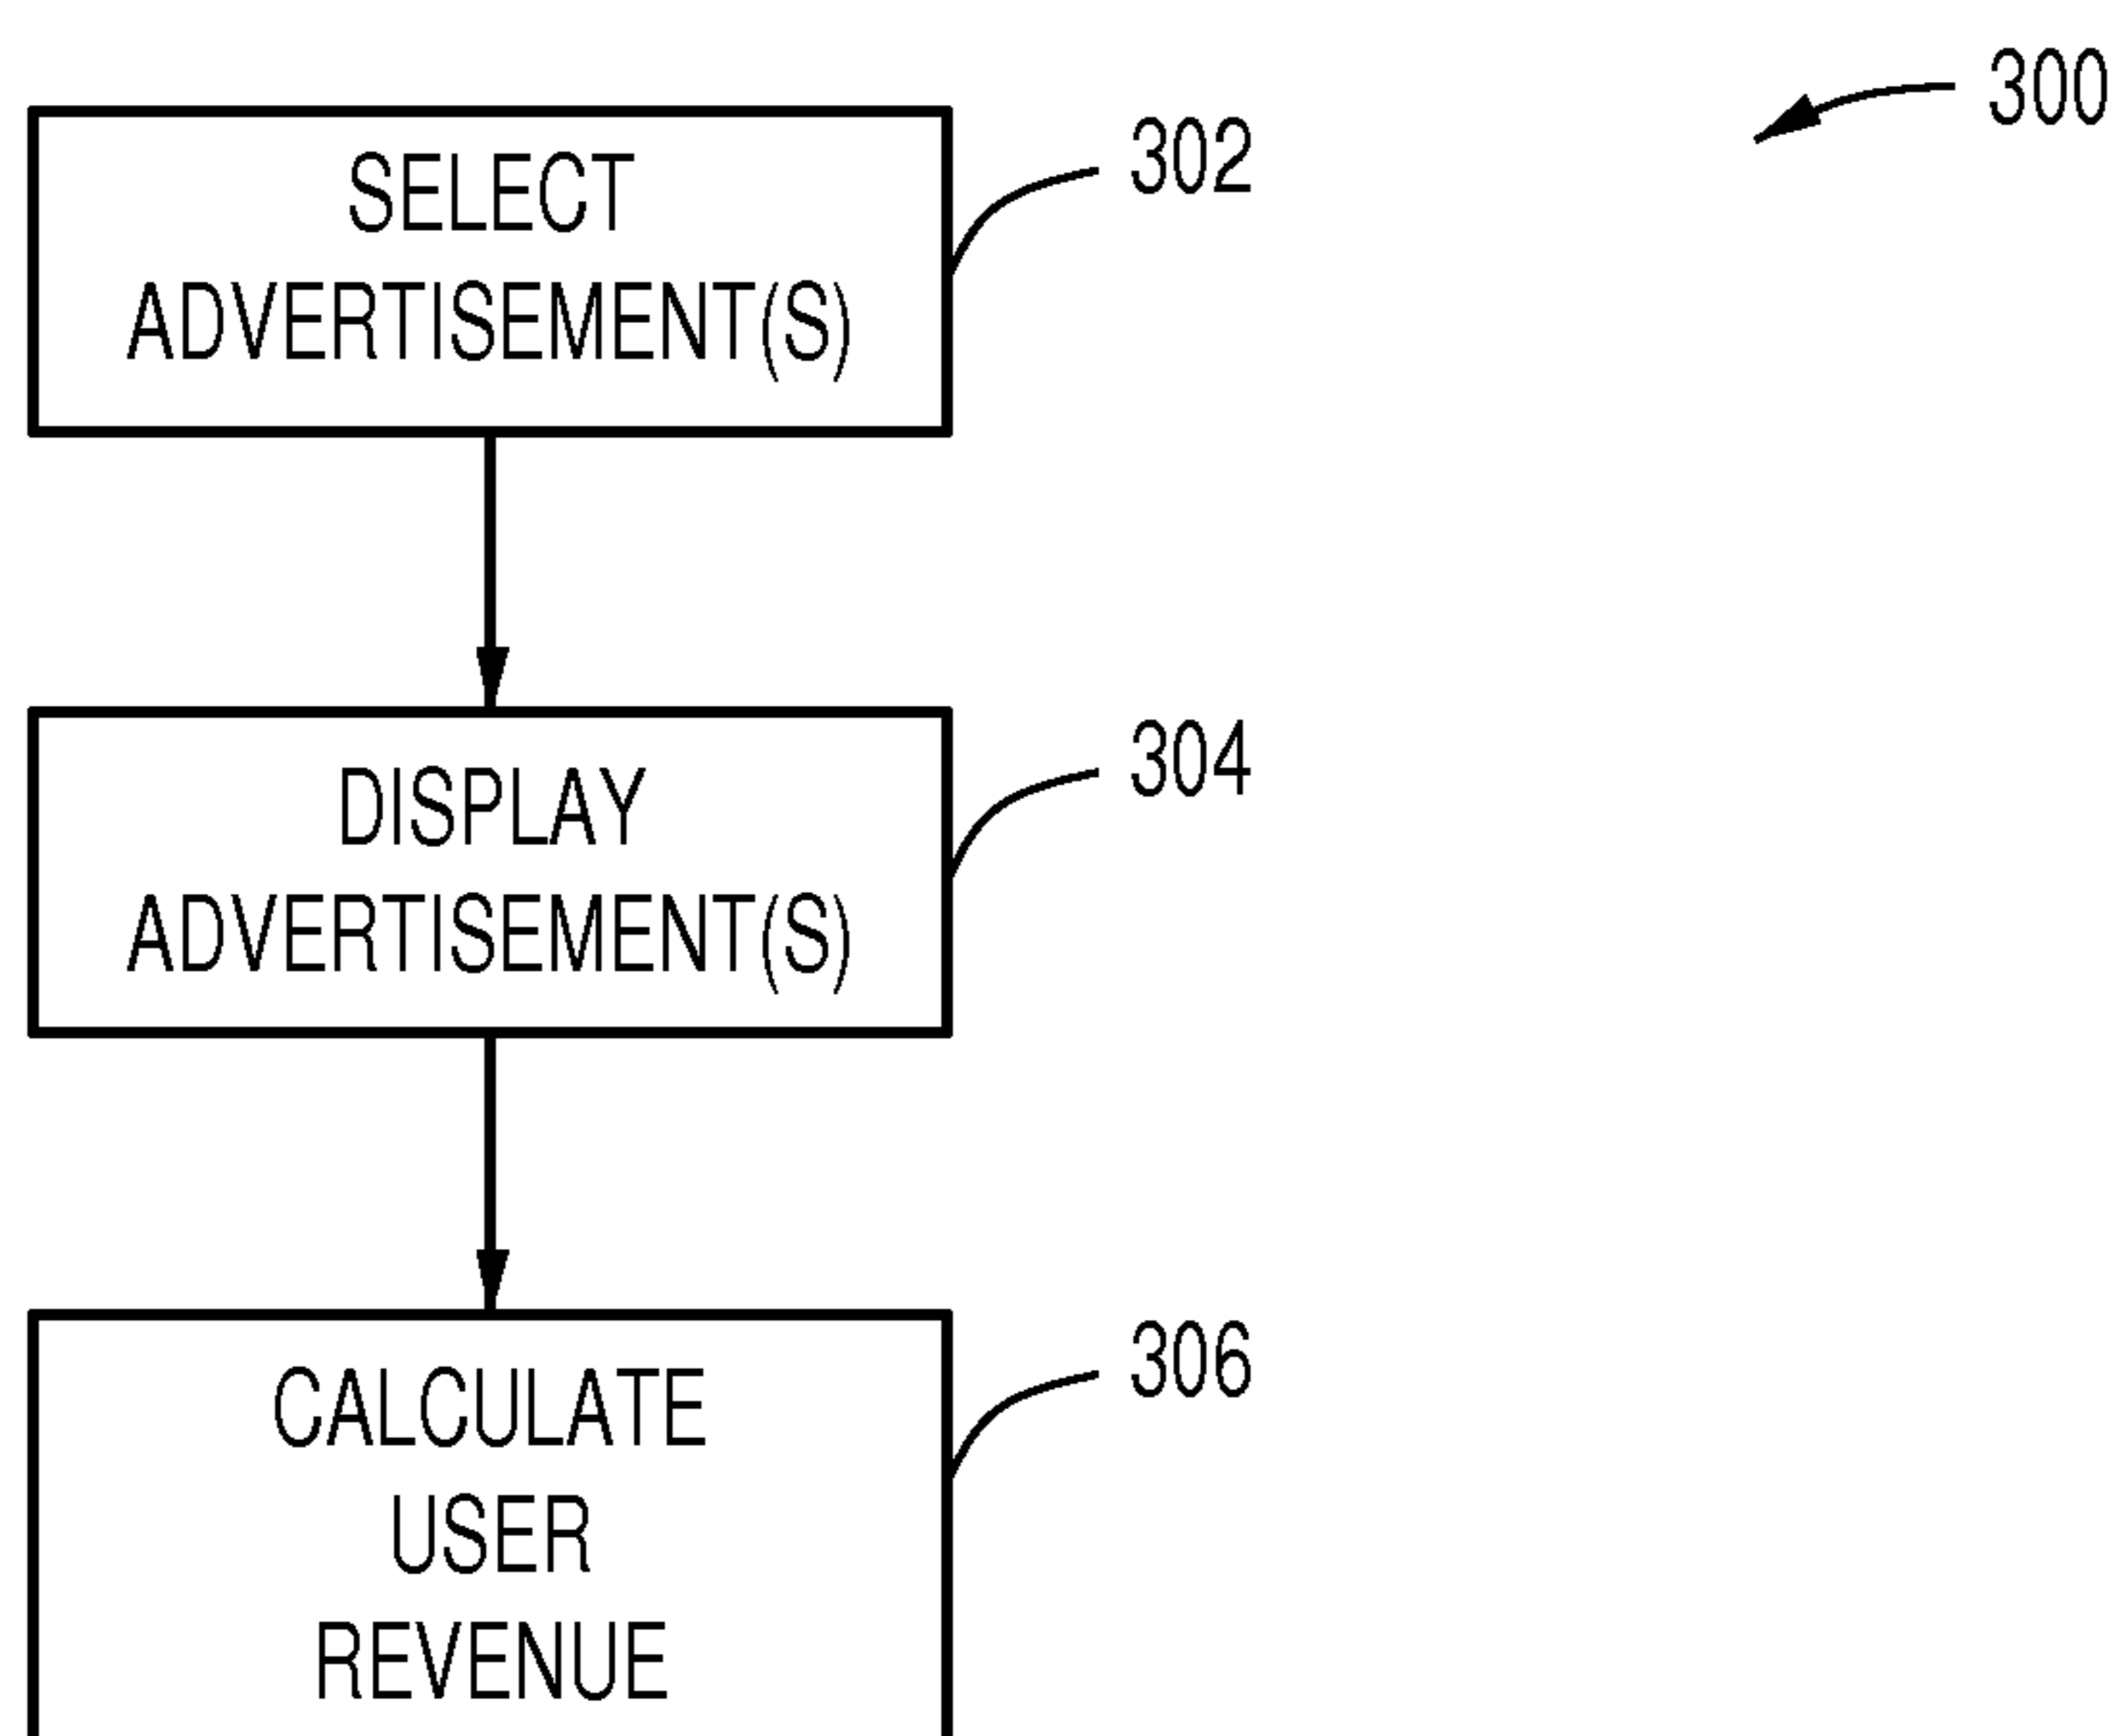 300
SELECT
ADVERTISEMENT(S)
302
DISPLAY
ADVERTISEMENT(S)
304
CALCULATE
USER
REVENUE
306